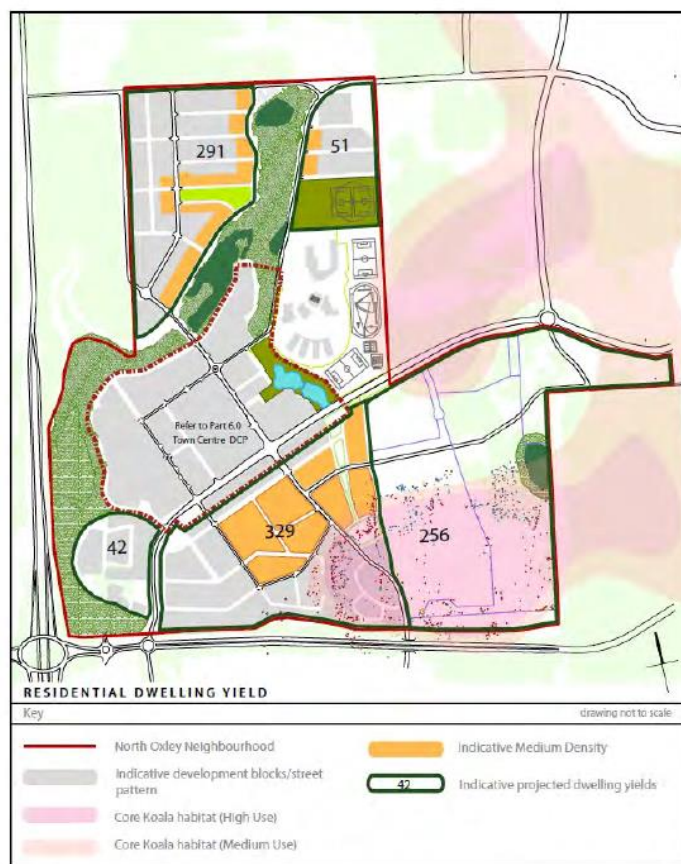 291
51
Refer to Part 6.0
Town Centre DCP
329
42
256
RESIDENTIAL DWELLING YIELD
Key
drawing not to scale
North Oxley Neighbourhood
Indicative Medium Density
Indicative development blocks/street
pattern
42
Indicative projected dwelling yields
Core Koala habitat (High Use)
Core Koala habitat (Medium Use)